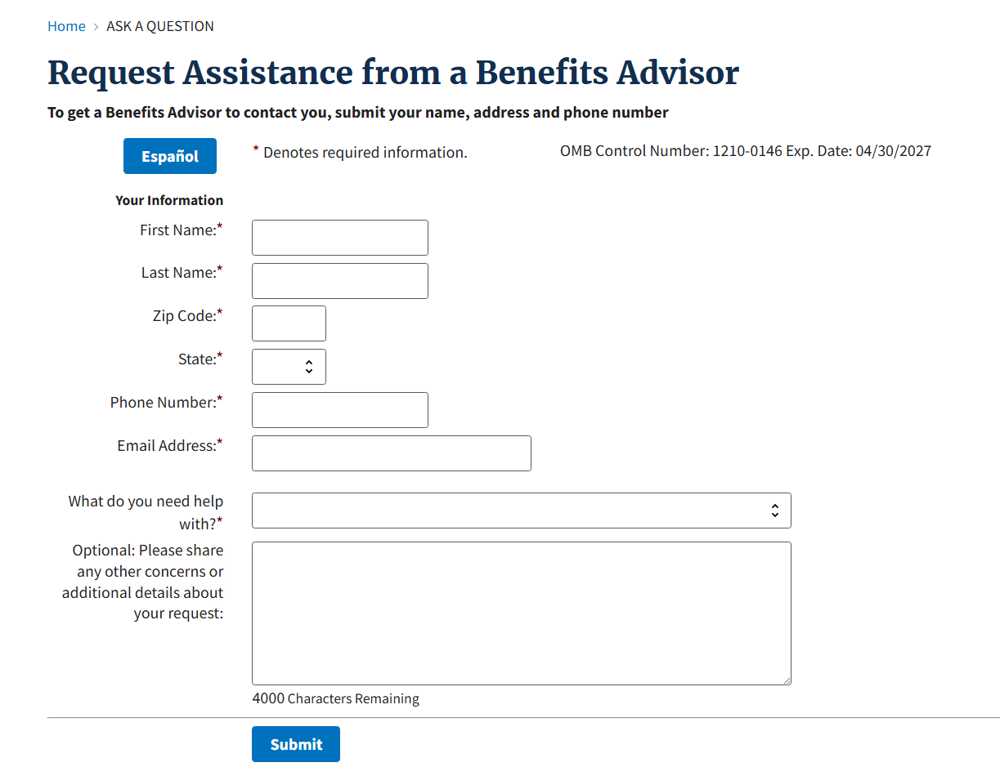 Home > ASK A QUESTION
Request Assistance from a Benefits Advisor
To get a Benefits Advisor to contact you, submit your name, address and phone number
Español
* Denotes required information.
OMB Control Number: 1210-0146 Exp. Date: 04/30/2027
Your Information
First Name:*
Last Name:*
Zip Code:*
State:*
Phone Number:*
Email Address:*
What do you need help
with?*
Optional: Please share
any other concerns or
additional details about
your request:
4000 Characters Remaining
Submit